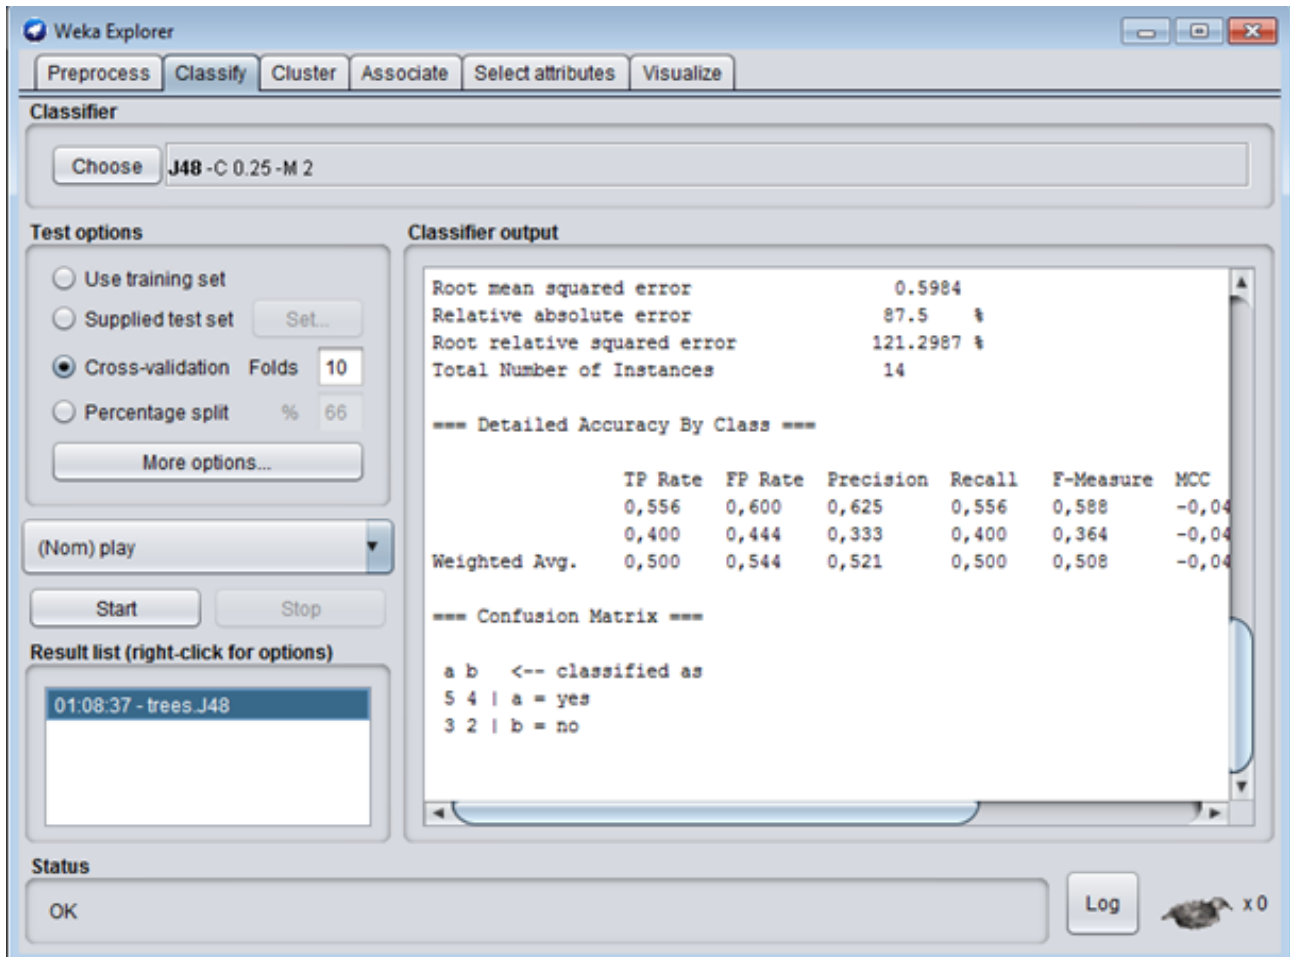 Weka Explorer
Preprocess Classify Cluster Associate Select attributes Visualize
Classifier
Choose J48 -C 0.25 -M 2
Test options
Use training set
Supplied test set Set...
Cross-validation Folds 10
Percentage split % 66
More options...
(Nom) play
Start Stop
Result list (right-click for options)
01:08:37 - trees.J48
Classifier output
Root mean squared error 0.5984
Relative absolute error 87.5 %
Root relative squared error 121.2987 %
Total Number of Instances 14
=== Detailed Accuracy By Class ===
TP Rate FP Rate Precision Recall F-Measure MCC
0,556 0,600 0,625 0,556 0,588 -0,04
0,400 0,444 0,333 0,400 0,364 -0,04
Weighted Avg. 0,500 0,544 0,521 0,500 0,508 -0,04
=== Confusion Matrix ===
a b <-- classified as
5 4 | a = yes
3 2 | b = no
Status
OK
Log x 0